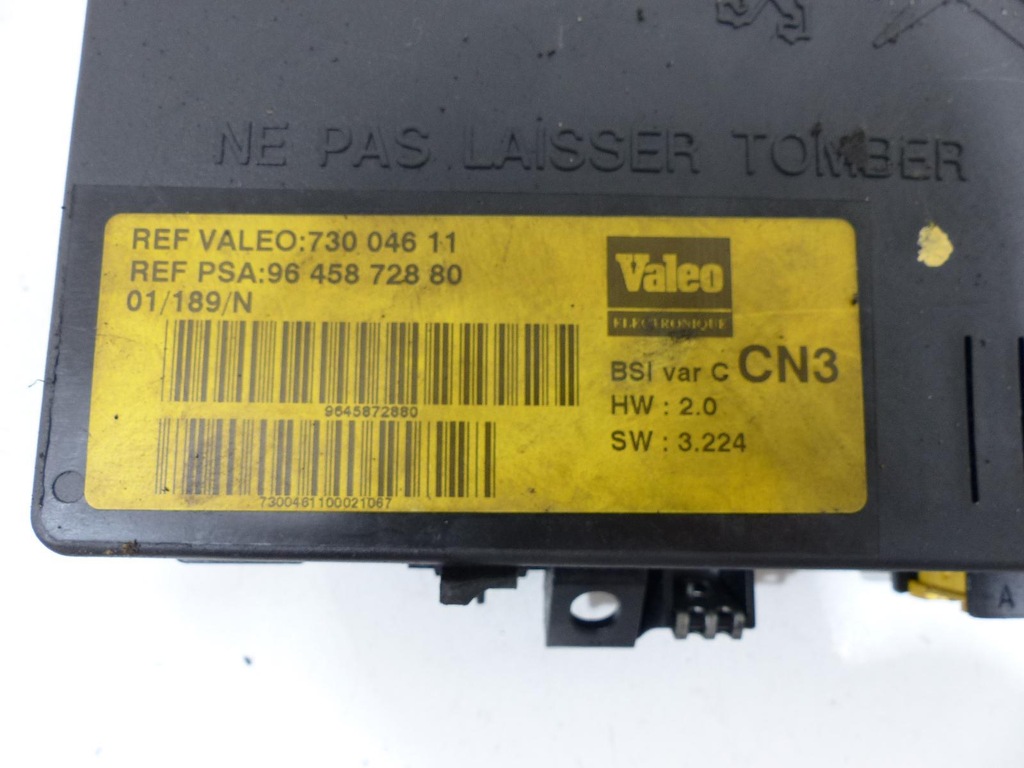 NE PAS LAISSER TOMBER
REF VALEO:730 046 11
REF PSA:96 458 728 80
01/189/N
9645872880
7300461100021067
Valeo
ELECTRONIQUE
BSI var C CN3
HW : 2.0
SW : 3.224
A